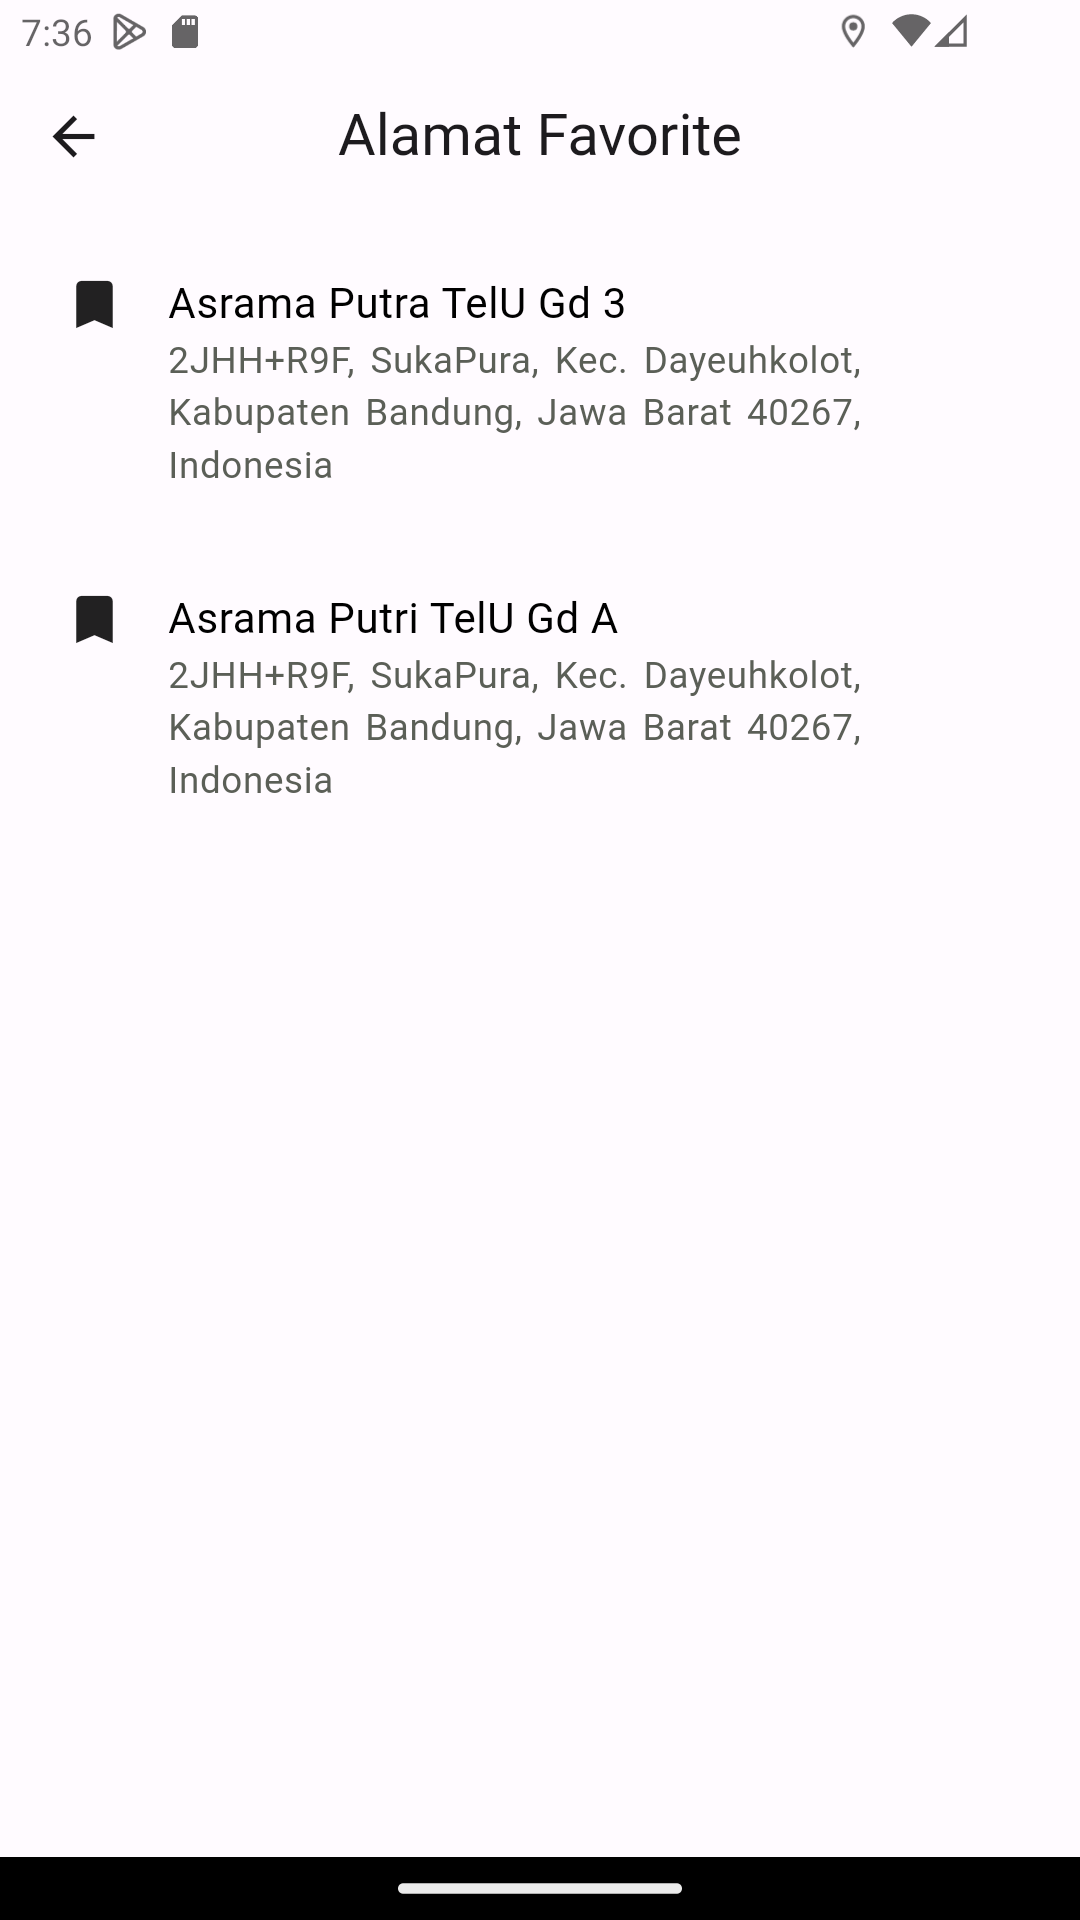 7:36
Alamat Favorite
Asrama Putra TelU Gd 3
2JHH+R9F, SukaPura, Kec. Dayeuhkolot,
Kabupaten Bandung, Jawa Barat 40267,
Indonesia
Asrama Putri TelU Gd A
2JHH+R9F, SukaPura, Kec. Dayeuhkolot,
Kabupaten Bandung, Jawa Barat 40267,
Indonesia